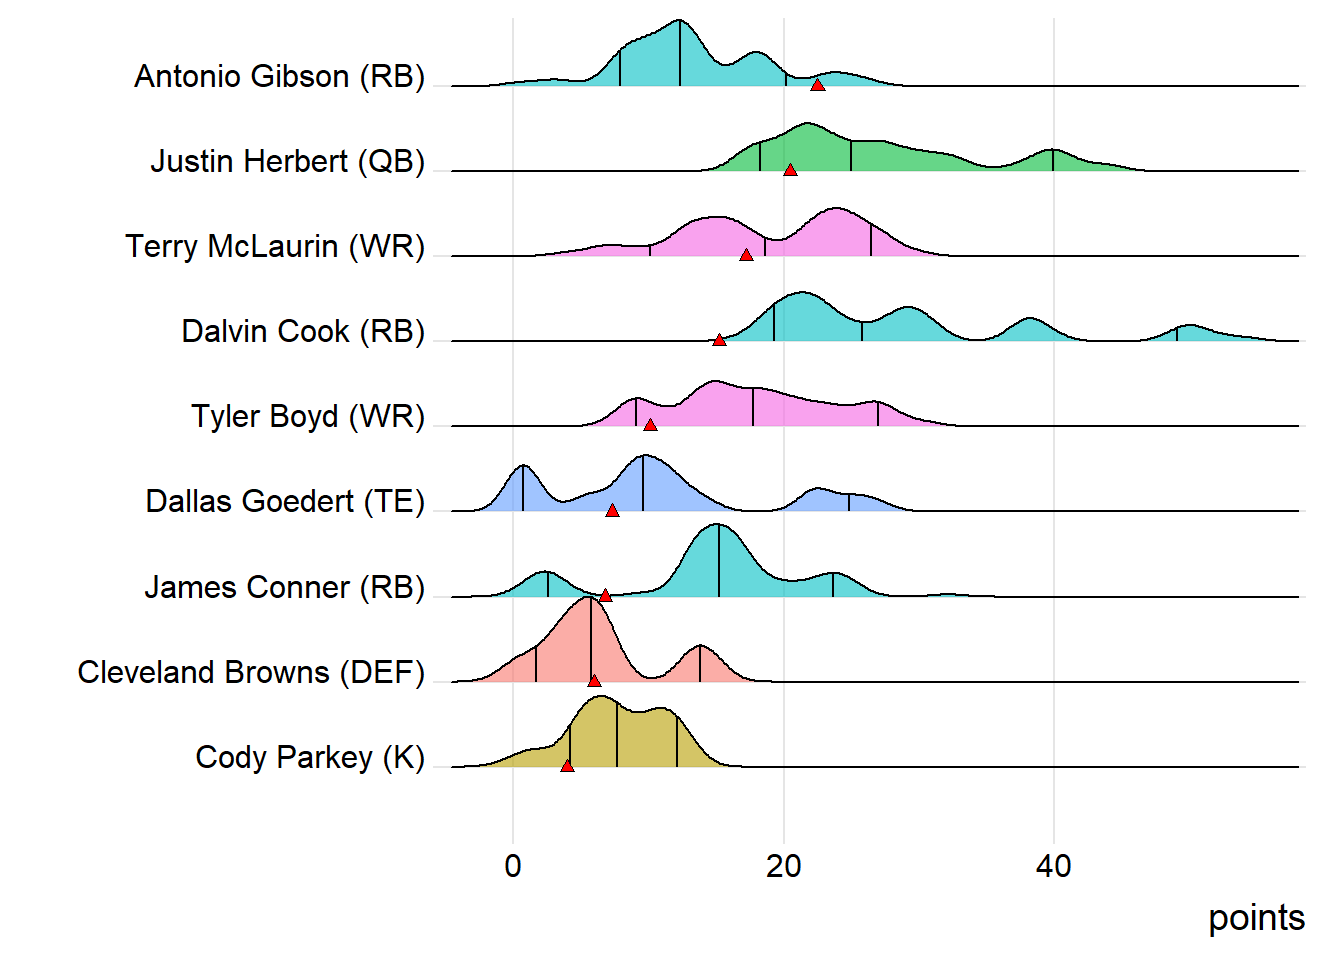 Antonio Gibson (RB)
Justin Herbert (QB)
Terry McLaurin (WR)
Dalvin Cook (RB)
Tyler Boyd (WR)
Dallas Goedert (TE)
James Conner (RB)
Cleveland Browns (DEF)
Cody Parkey (K)
0 20 40
points